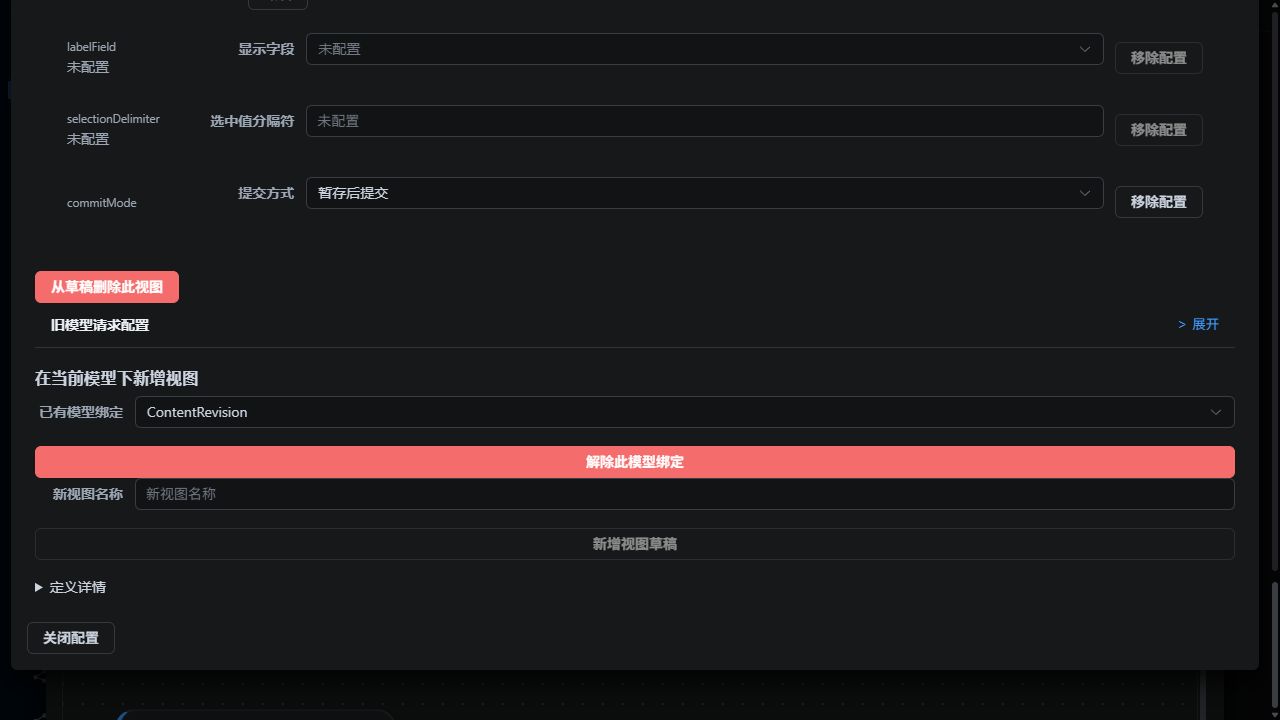 labelField
未配置
显示字段
未配置
移除配置
selectionDelimiter
未配置
选中值分隔符
未配置
移除配置
commitMode
提交方式
暂存后提交
移除配置
从草稿删除此视图
旧模型请求配置
> 展开
在当前模型下新增视图
已有模型绑定
ContentRevision
解除此模型绑定
新视图名称
新视图名称
新增视图草稿
▶ 定义详情
关闭配置